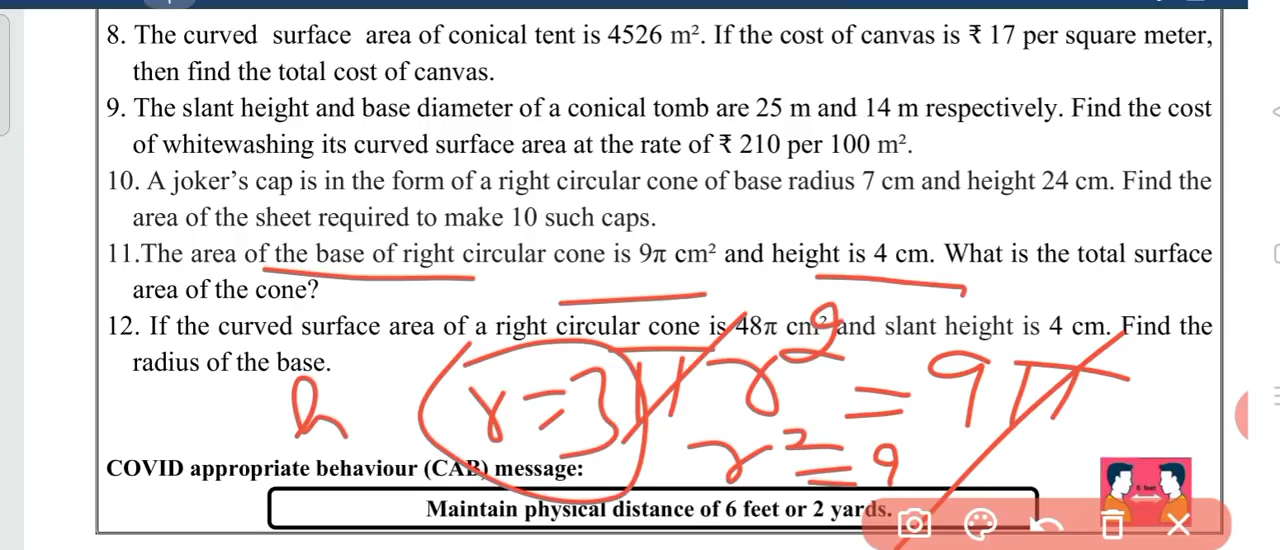 8. The curved surface area of conical tent is 4526 m². If the cost of canvas is ₹ 17 per square meter,
then find the total cost of canvas.
9. The slant height and base diameter of a conical tomb are 25 m and 14 m respectively. Find the cost
of whitewashing its curved surface area at the rate of ₹ 210 per 100 m².
10. A joker's cap is in the form of a right circular cone of base radius 7 cm and height 24 cm. Find the
area of the sheet required to make 10 such caps.
11.The area of the base of right circular cone is 9π cm² and height is 4 cm. What is the total surface
area of the cone?
12. If the curved surface area of a right circular cone is 48π cm² and slant height is 4 cm. Find the
radius of the base.
h r=3 π r² = 9π
r² = 9
COVID appropriate behaviour (CAB) message:
6 feet
Maintain physical distance of 6 feet or 2 yards.